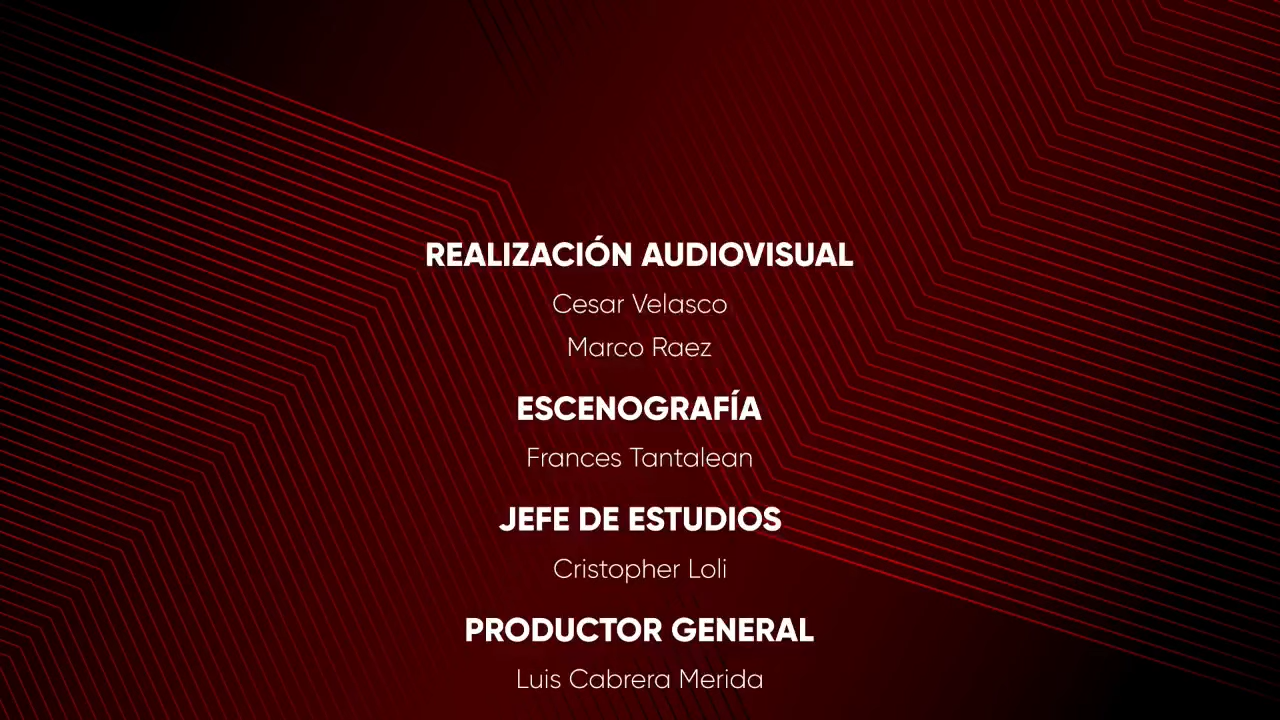 REALIZACIÓN AUDIOVISUAL
Cesar Velasco
Marco Raez
ESCENOGRAFÍA
Frances Tantalean
JEFE DE ESTUDIOS
Cristopher Loli
PRODUCTOR GENERAL
Luis Cabrera Merida